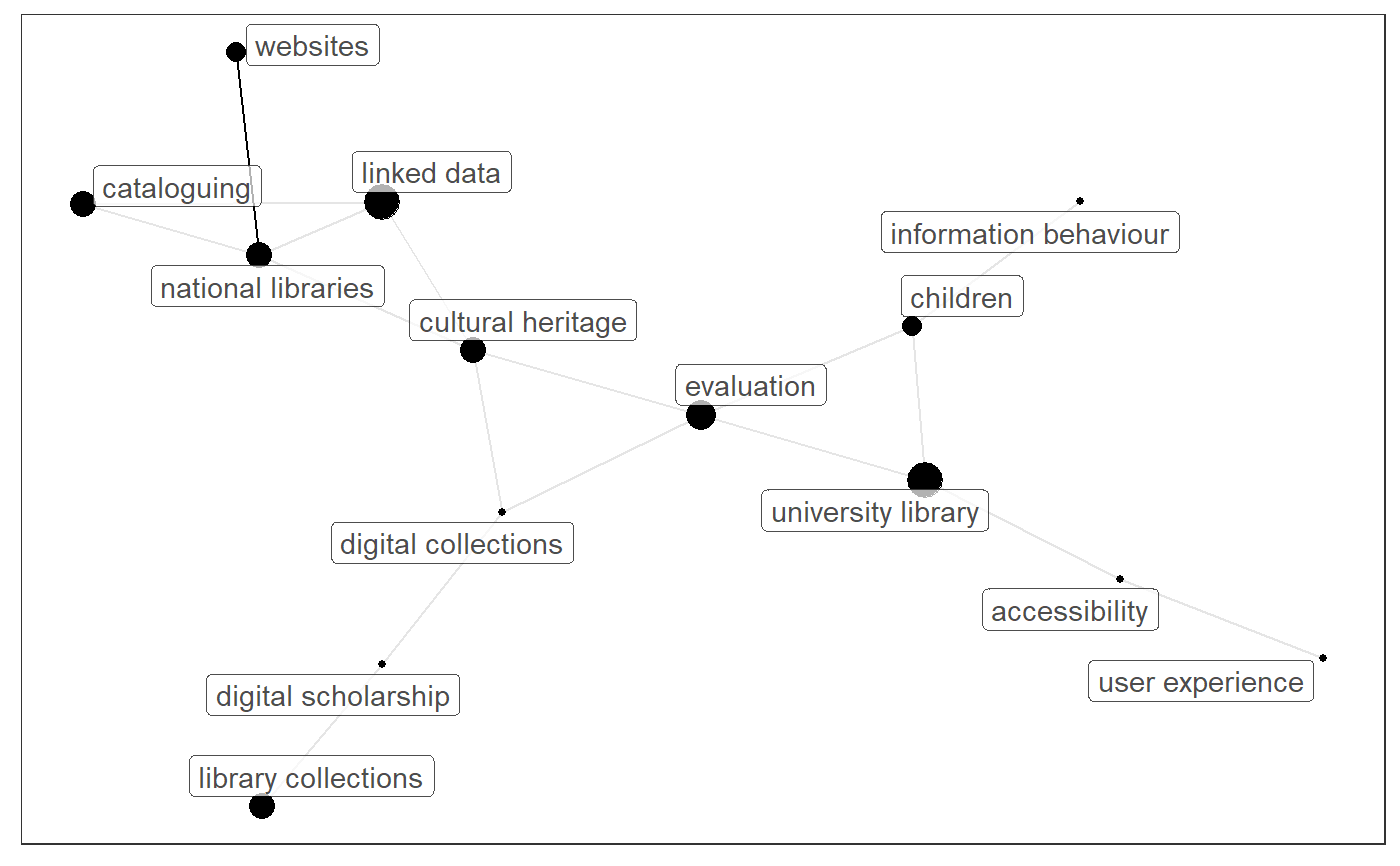 websites
linked data
cataloguing
information behaviour
national libraries
children
cultural heritage
evaluation
university library
digital collections
accessibility
user experience
digital scholarship
library collections